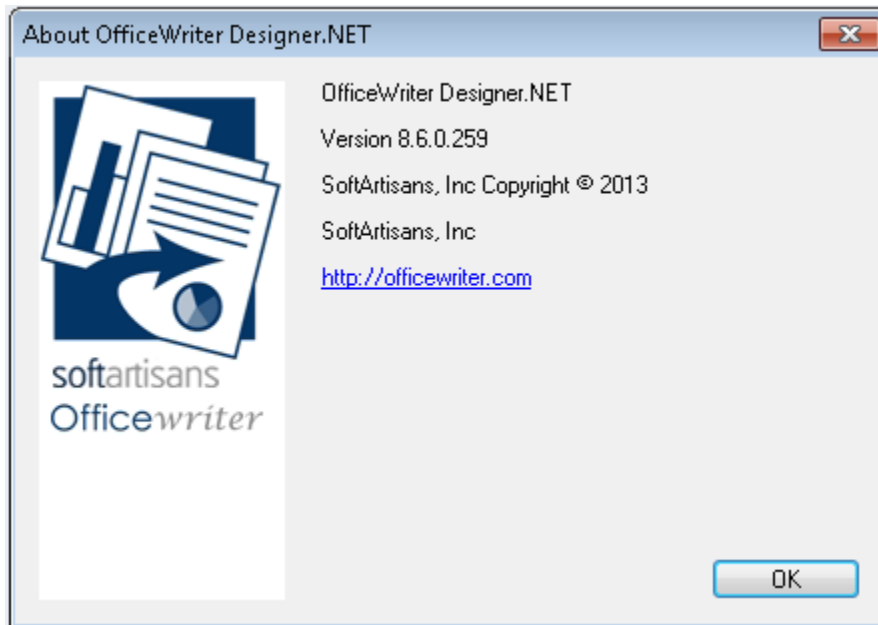 About OfficeWriter Designer.NET
OfficeWriter Designer.NET
Version 8.6.0.259
SoftArtisans, Inc Copyright © 2013
SoftArtisans, Inc
http://officewriter.com
softartisans
Officewriter
OK